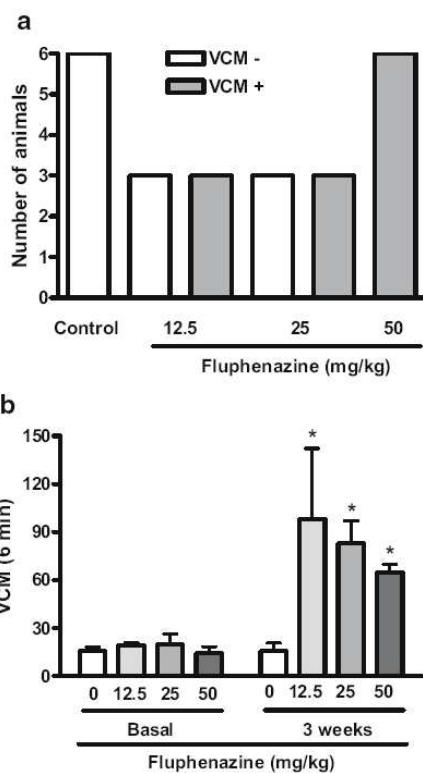 a
VCM -
VCM +
Number of animals
6
5
4
3
2
1
0
Control 12.5 25 50
Fluphenazine (mg/kg)
b
VCM (6 min)
150
120
90
60
30
0
* * *
0 12.5 25 50 0 12.5 25 50
Basal 3 weeks
Fluphenazine (mg/kg)